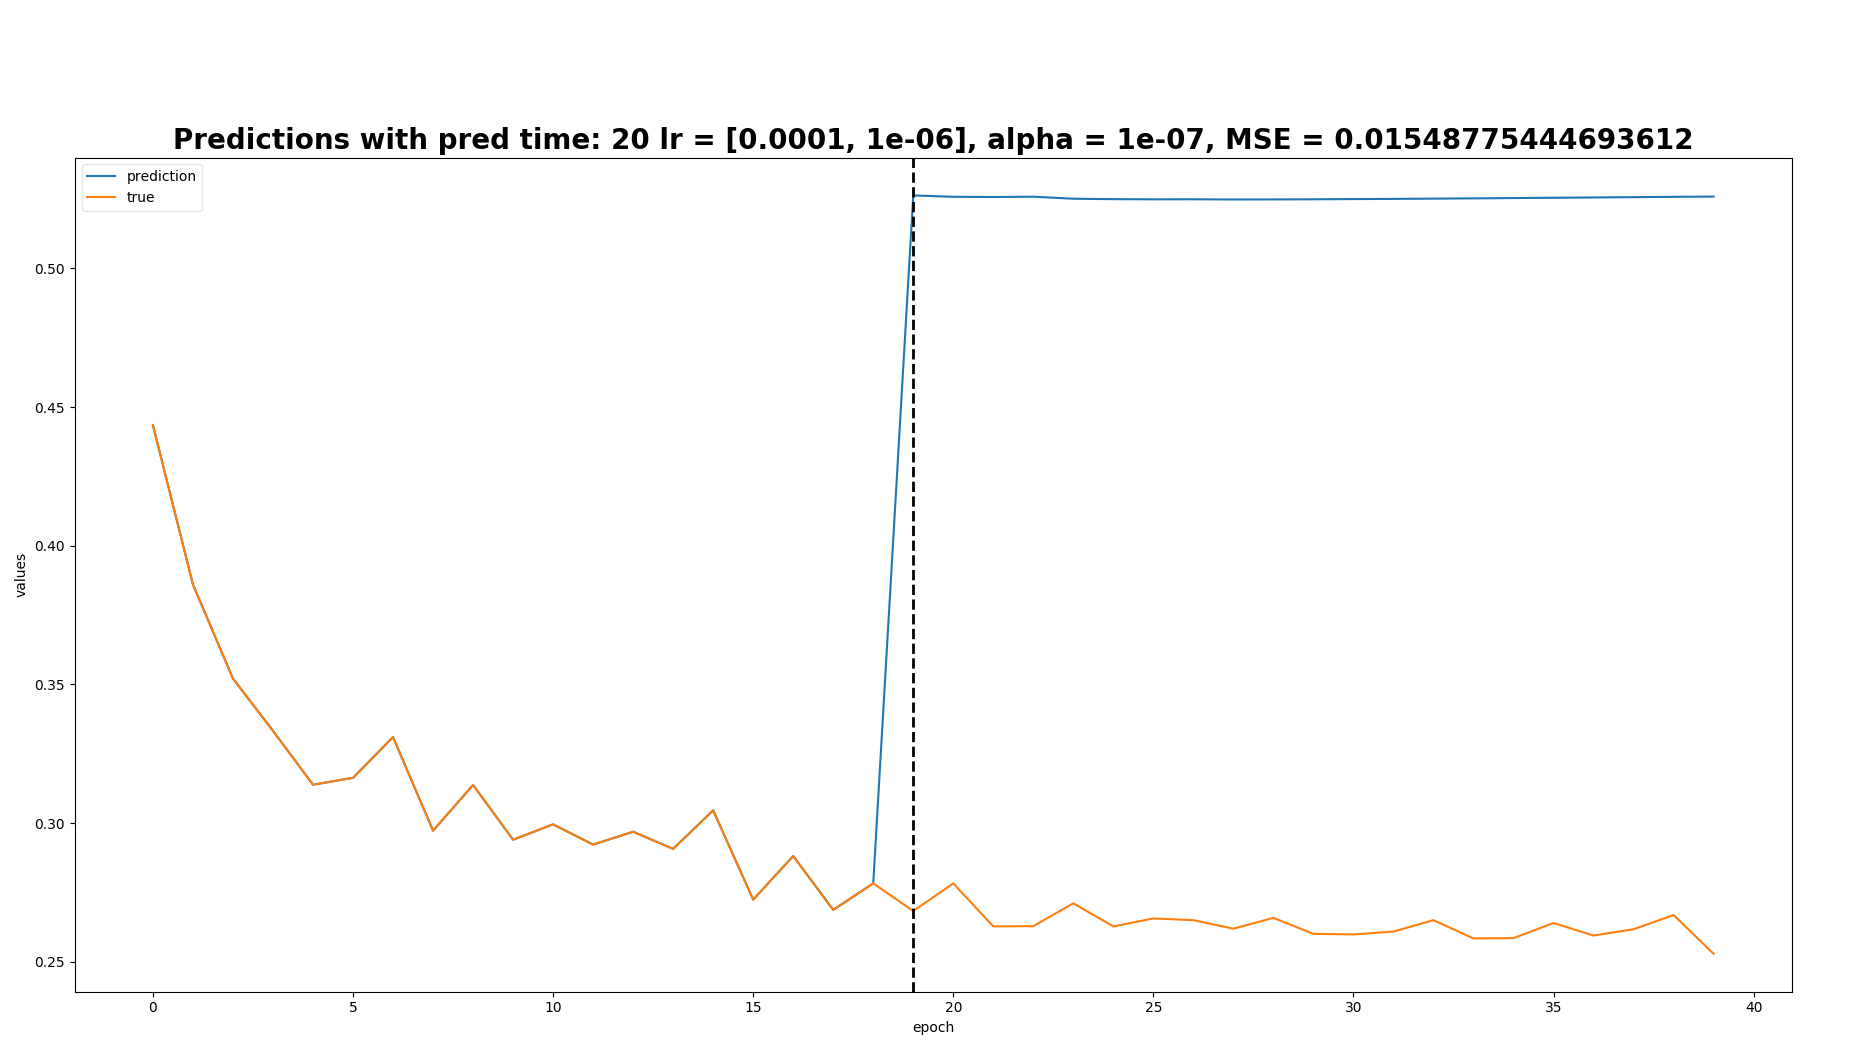 Predictions with pred time: 20 lr = [0.0001, 1e-06], alpha = 1e-07, MSE = 0.01548775444693612
prediction
true
0.50
0.45
0.40
0.35
0.30
0.25
values
0 5 10 15 20 25 30 35 40
epoch